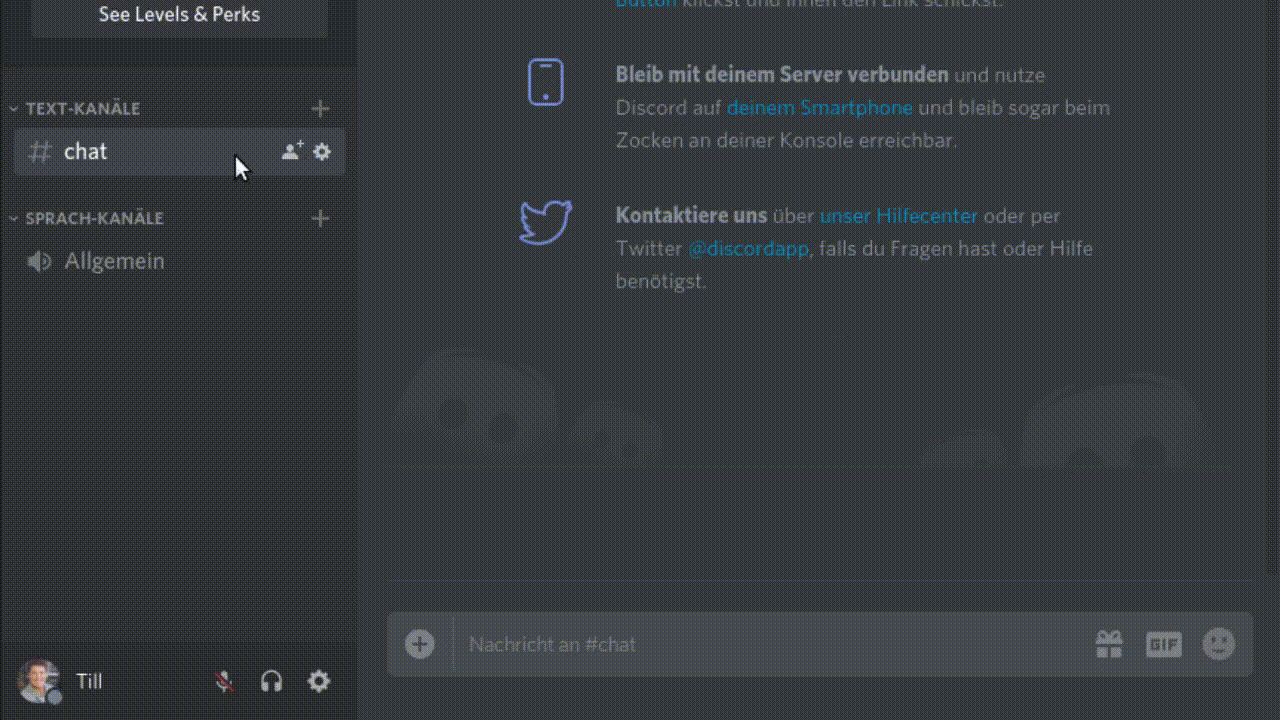 See Levels & Perks
TEXT-KANÄLE
chat
SPRACH-KANÄLE
Allgemein
Till
Button klickst und ihnen den Link schickst.
Bleib mit deinem Server verbunden und nutze
Discord auf deinem Smartphone und bleib sogar beim
Zocken an deiner Konsole erreichbar.
Kontaktiere uns über unser Hilfecenter oder per
Twitter @discordapp, falls du Fragen hast oder Hilfe
benötigst.
Nachricht an #chat
GIF